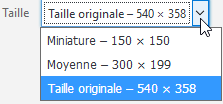 Taille Taille originale – 540 × 358
Miniature – 150 × 150
Moyenne – 300 × 199
Taille originale – 540 × 358